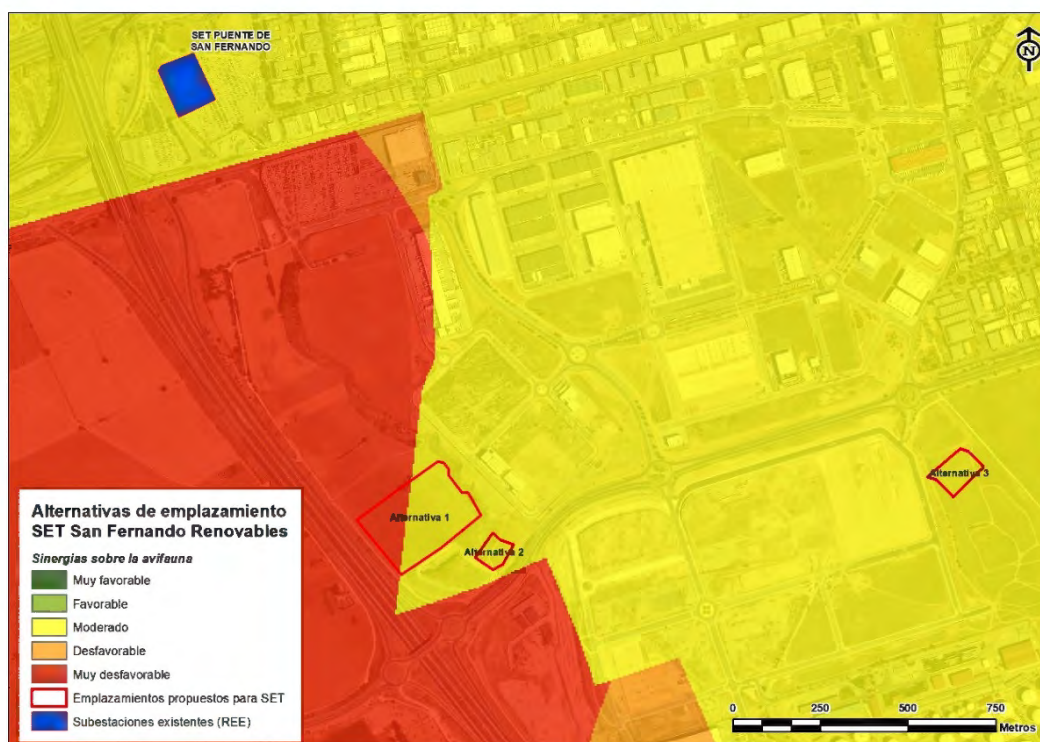 SET PUENTE DE
SAN FERNANDO
N
Alternativa 1
Alternativa 2
Alternativa 3
Alternativas de emplazamiento
SET San Fernando Renovables
Sinergias sobre la avifauna
Muy favorable
Favorable
Moderado
Desfavorable
Muy desfavorable
Emplazamientos propuestos para SET
Subestaciones existentes (REE)
0 250 500 750
Metros